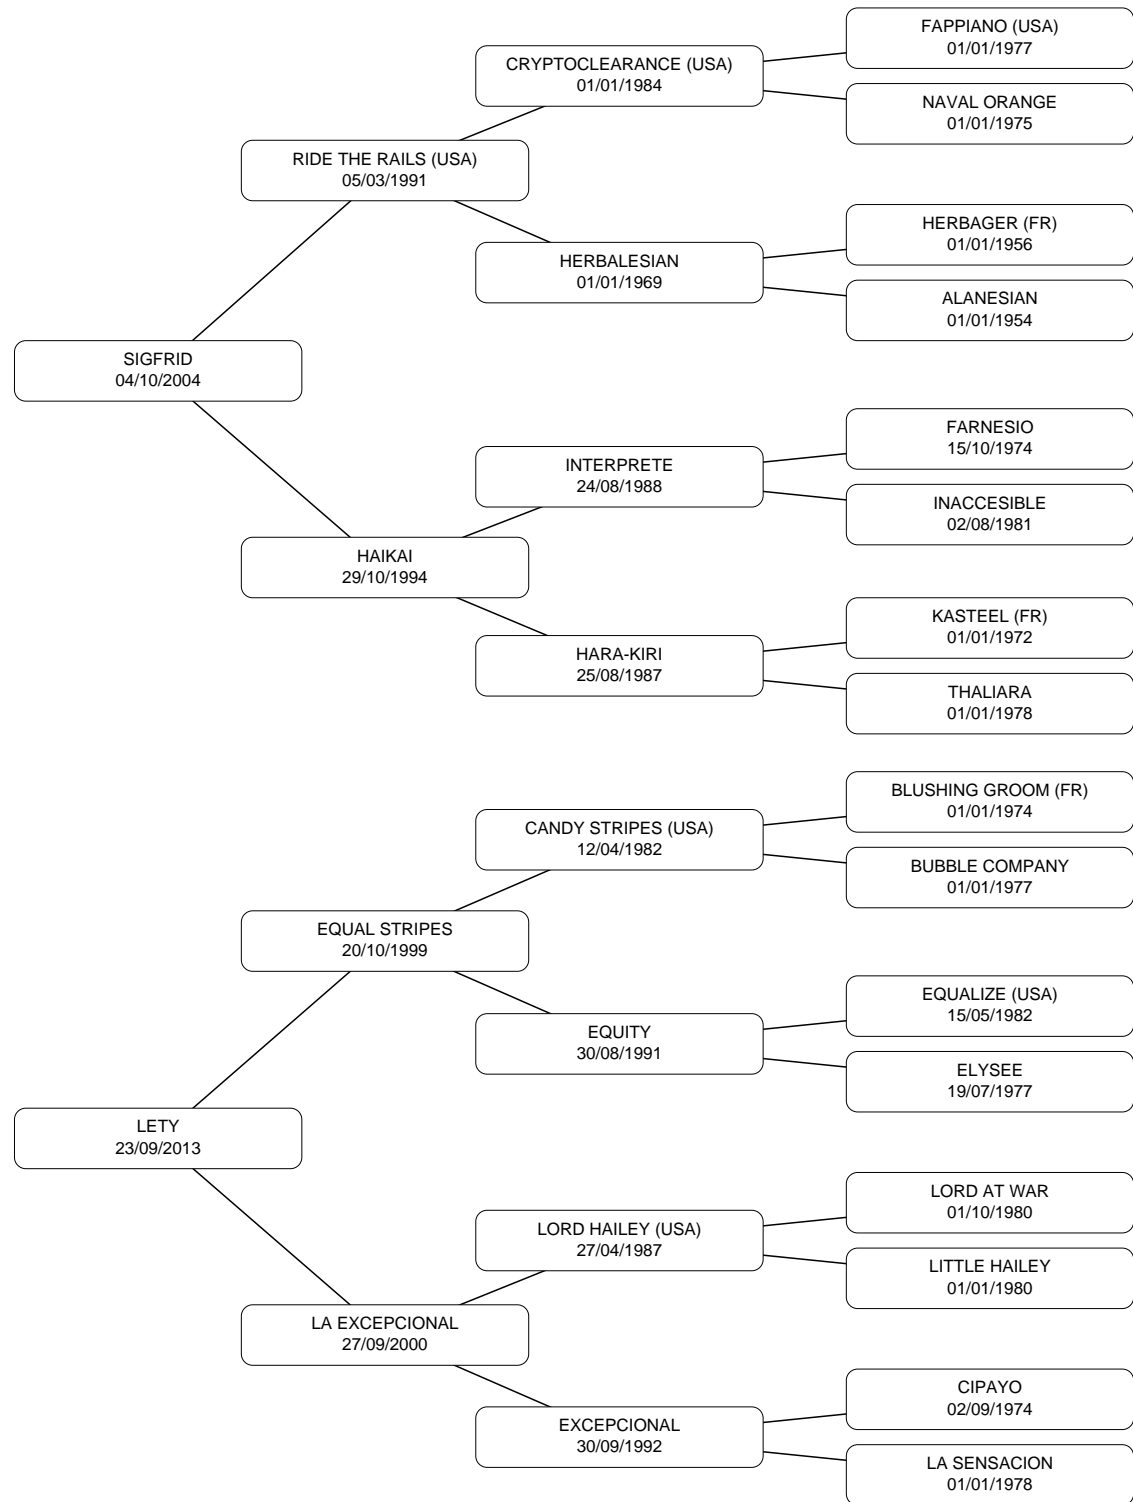 FAPPIANO (USA)
01/01/1977
CRYPTOCLEARANCE (USA)
01/01/1984
NAVAL ORANGE
01/01/1975
RIDE THE RAILS (USA)
05/03/1991
HERBAGER (FR)
01/01/1956
HERBALESIAN
01/01/1969
ALANESIAN
01/01/1954
SIGFRID
04/10/2004
FARNESIO
15/10/1974
INTERPRETE
24/08/1988
INACCESIBLE
02/08/1981
HAIKAI
29/10/1994
KASTEEL (FR)
01/01/1972
HARA-KIRI
25/08/1987
THALIARA
01/01/1978
BLUSHING GROOM (FR)
01/01/1974
CANDY STRIPES (USA)
12/04/1982
BUBBLE COMPANY
01/01/1977
EQUAL STRIPES
20/10/1999
EQUALIZE (USA)
15/05/1982
EQUITY
30/08/1991
ELYSEE
19/07/1977
LETY
23/09/2013
LORD AT WAR
01/10/1980
LORD HAILEY (USA)
27/04/1987
LITTLE HAILEY
01/01/1980
LA EXCEPCIONAL
27/09/2000
CIPAYO
02/09/1974
EXCEPCIONAL
30/09/1992
LA SENSACION
01/01/1978